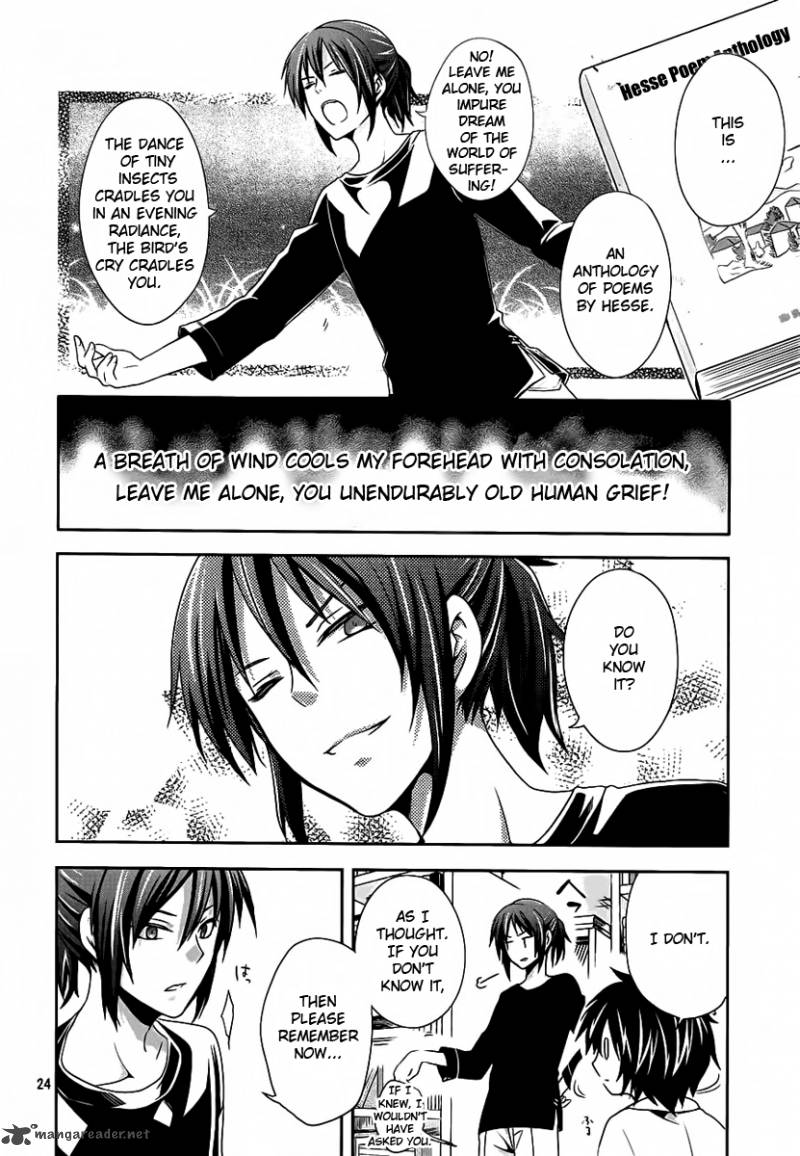 Hesse Poem Anthology
THIS
IS
...
AN
ANTHOLOGY
OF POEMS
BY HESSE.
NO!
LEAVE ME
ALONE, YOU
IMPURE
DREAM
OF THE
WORLD OF
SUFFER-
ING!
THE DANCE
OF TINY
INSECTS
CRADLES YOU
IN AN EVENING
RADIANCE,
THE BIRD'S
CRY CRADLES
YOU.
A BREATH OF WIND COOLS MY FOREHEAD WITH CONSOLATION,
LEAVE ME ALONE, YOU UNENDURABLY OLD HUMAN GRIEF!
DO
YOU
KNOW
IT?
I DON'T.
ふる
AS I
THOUGHT.
IF YOU
DON'T
KNOW IT,
IF I
KNEW, I
WOULDN'T
HAVE
ASKED YOU.
THEN
PLEASE
REMEMBER
NOW...
はっ
24
mangareader.net